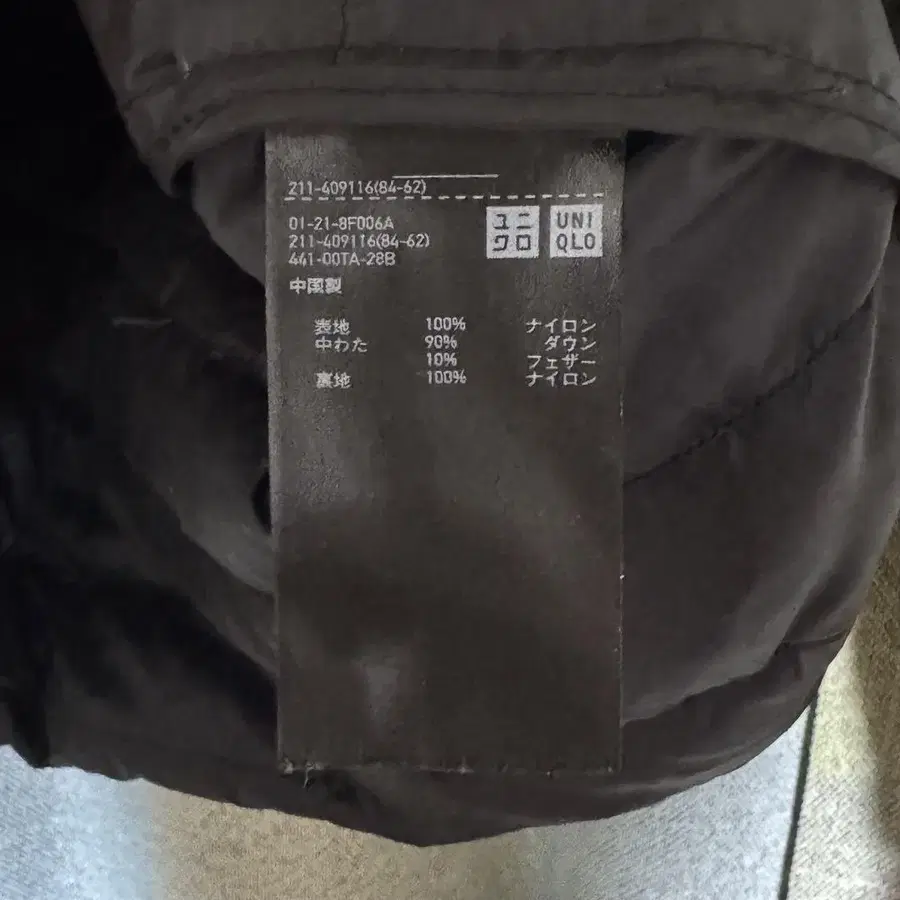 211-409116(84-62)
01-21-8F006A
211-409116(84-62)
441-00TA-28B
ユニクロ
UNIQLO
中国製
表地 100% ナイロン
中わた 90% ダウン
10% フェザー
裏地 100% ナイロン